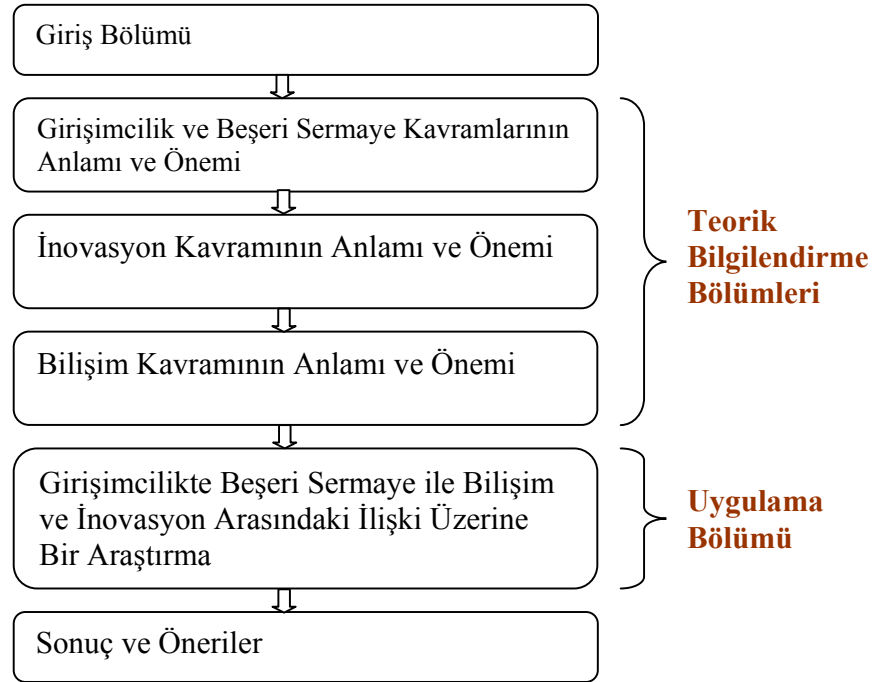 Giriş Bölümü
Girişimcilik ve Beşeri Sermaye Kavramlarının
Anlamı ve Önemi
İnovasyon Kavramının Anlamı ve Önemi
Bilişim Kavramının Anlamı ve Önemi
Teorik
Bilgilendirme
Bölümleri
Girişimcilikte Beşeri Sermaye ile Bilişim
ve İnovasyon Arasındaki İlişki Üzerine
Bir Araştırma
Uygulama
Bölümü
Sonuç ve Öneriler